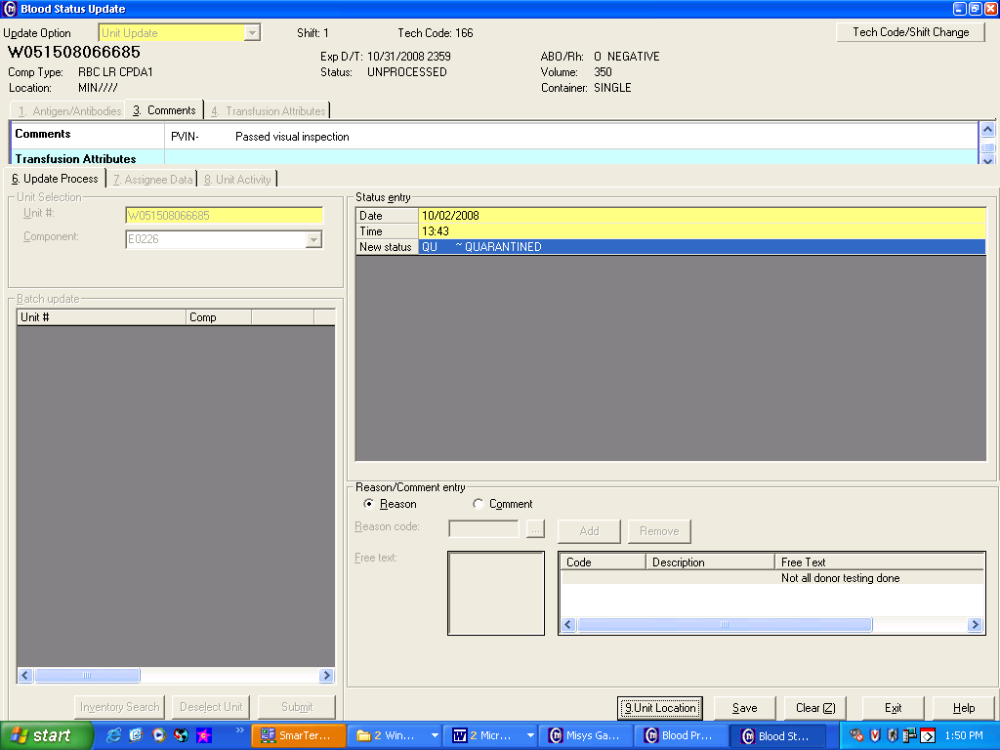 Blood Status Update
Update Option Unit Update Shift: 1 Tech Code: 166 Tech Code/Shift Change
W051508066685
Exp D/T: 10/31/2008 2359 ABO/Rh: O NEGATIVE
Comp Type: RBC LR CPDA1 Status: UNPROCESSED Volume: 350
Location: MIN//// Container: SINGLE
1. Antigen/Antibodies 3. Comments 4. Transfusion Attributes
Comments PVIN- Passed visual inspection
Transfusion Attributes
6. Update Process 7. Assignee Data 8. Unit Activity
Unit Selection
Unit #: W051508066685
Component: E0226
Status entry
Date 10/02/2008
Time 13:43
New status QU ~ QUARANTINED
Batch update
Unit # Comp
Reason/Comment entry
Reason Comment
Reason code: ... Add Remove
Free text:
Code Description Free Text
Not all donor testing done
Inventory Search Deselect Unit Submit
9.Unit Location Save Clear (Z) Exit Help
start » SmarTer... 2 Win... 2 Micr... Misys Ga... Blood Pr... Blood St... 1:50 PM